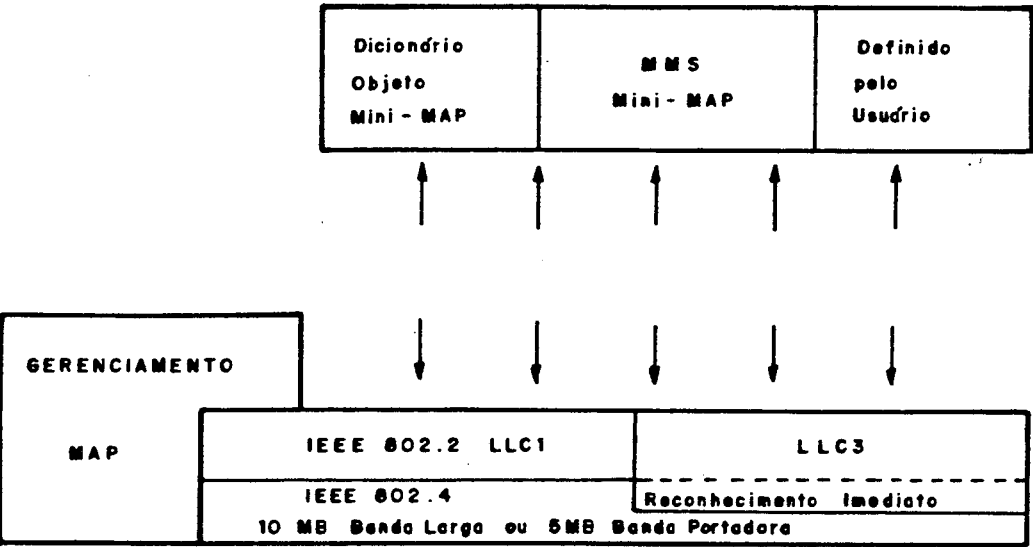 Dicionário
Objeto
Mini - MAP
MMS
Mini - MAP
Definido
pelo
Usuário
GERENCIAMENTO
MAP
IEEE 802.2 LLC1
LLC3
IEEE 802.4
Reconhecimento Imediato
10 MB Banda Larga ou 5MB Banda Portadora